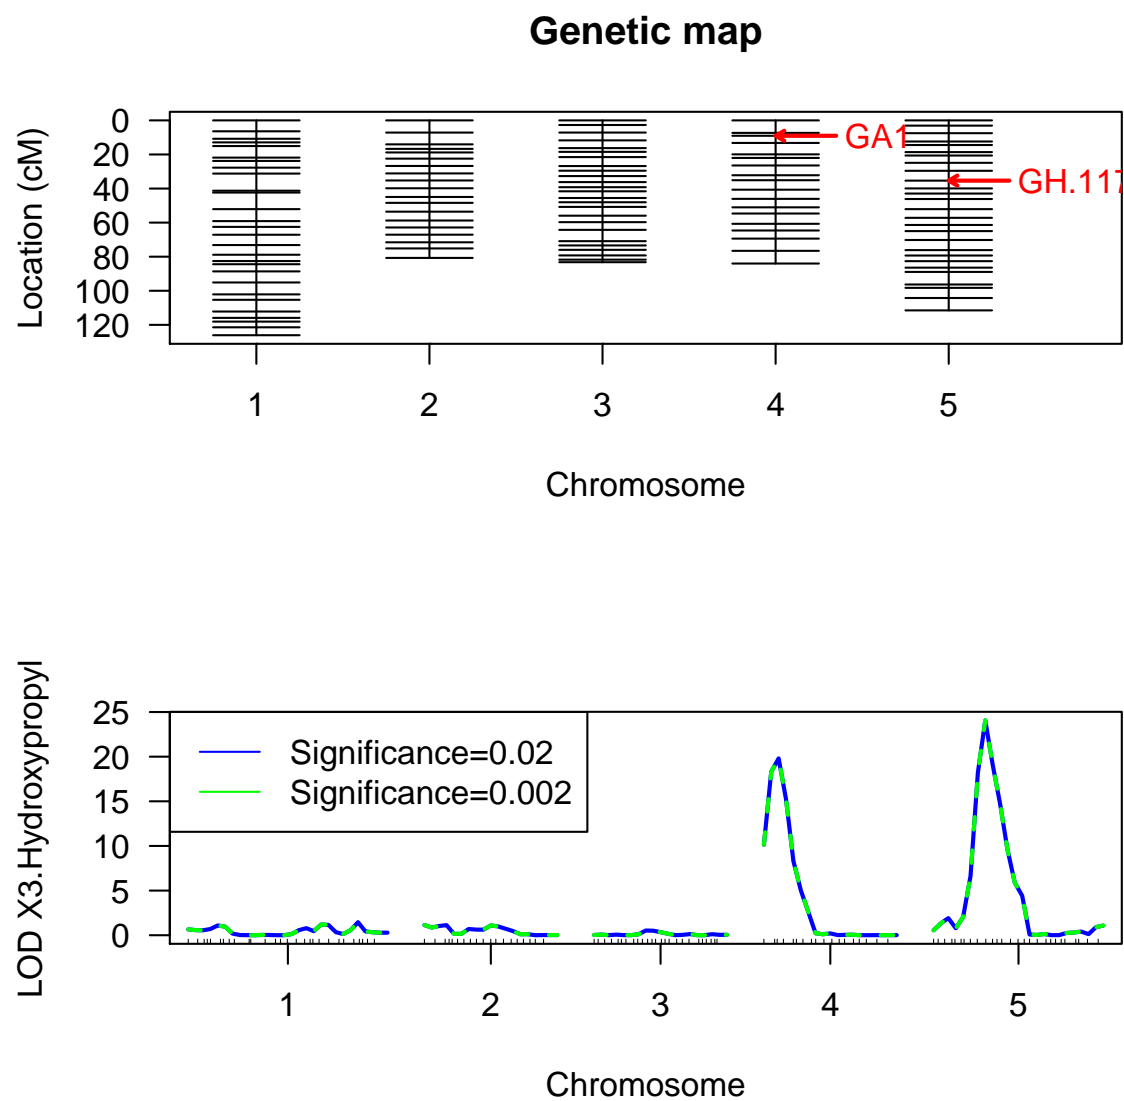 Genetic map
Location (cM)
0
20
40
60
80
100
120
GA1
GH.117
1 2 3 4 5
Chromosome
LOD X3.Hydroxypropyl
25
20
15
10
5
0
Significance=0.02
Significance=0.002
1 2 3 4 5
Chromosome